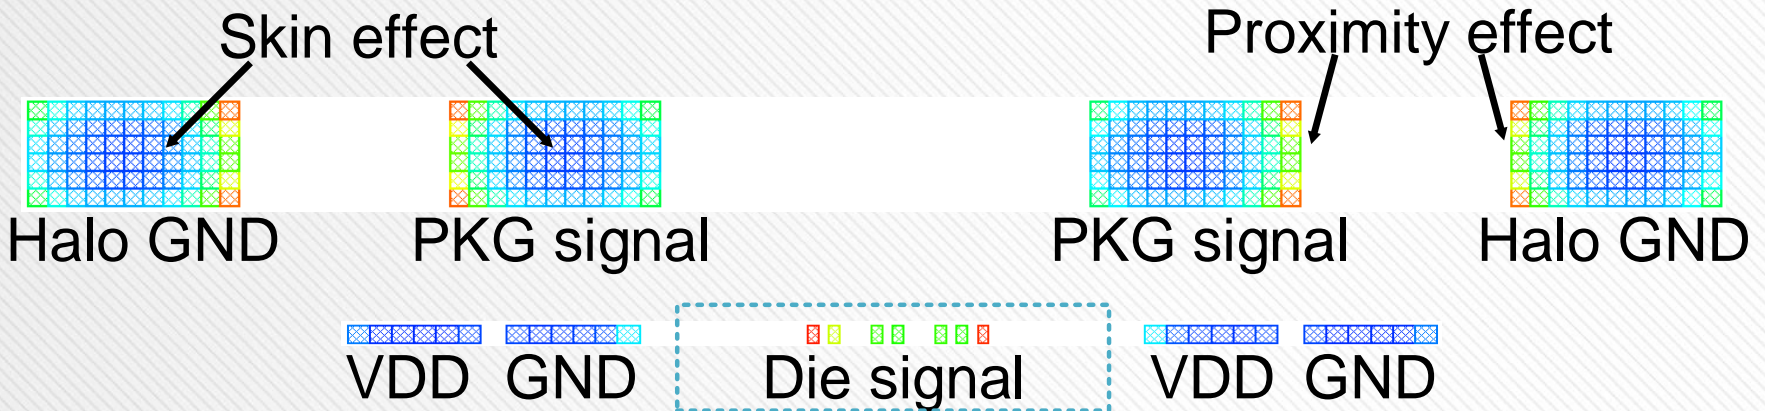 Skin effect
Proximity effect
Halo GND
PKG signal
PKG signal
Halo GND
VDD
GND
Die signal
VDD
GND